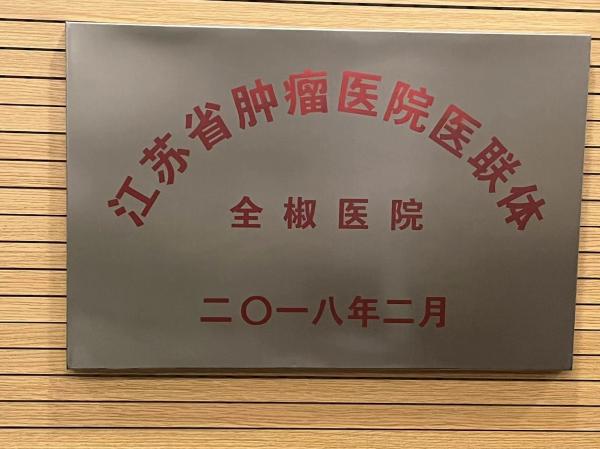 江苏省肿瘤医院医联体
全椒医院
二〇一八年二月